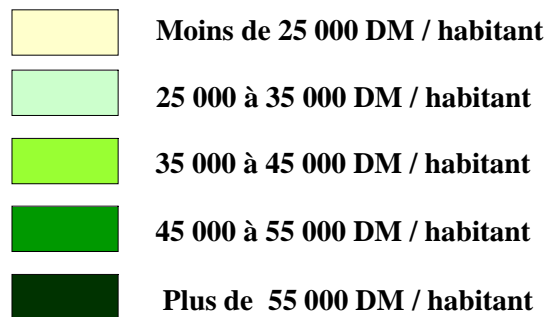 Moins de 25 000 DM / habitant
25 000 à 35 000 DM / habitant
35 000 à 45 000 DM / habitant
45 000 à 55 000 DM / habitant
Plus de 55 000 DM / habitant